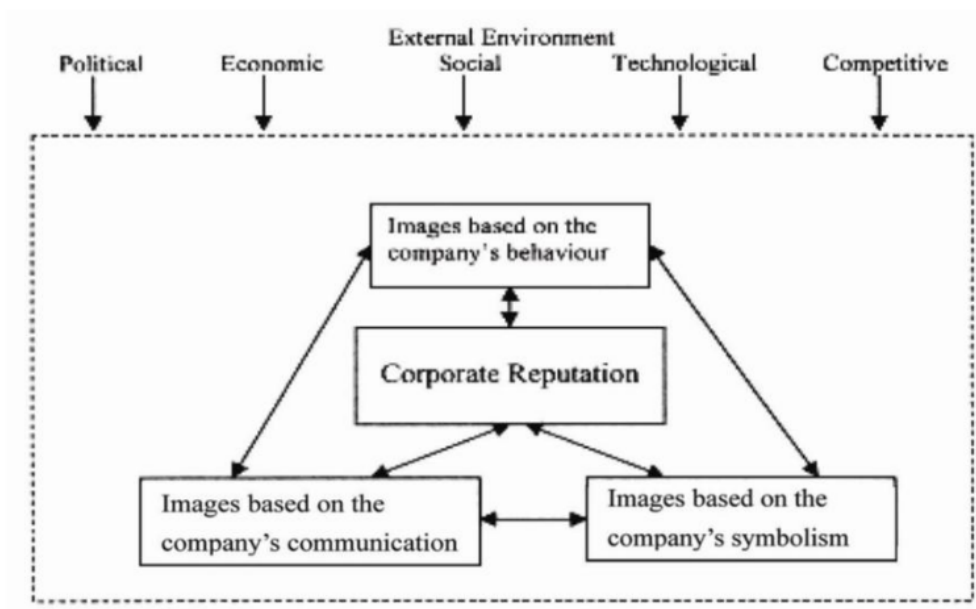 External Environment
Political Economic Social Technological Competitive
Images based on the
company's behaviour
Corporate Reputation
Images based on the
company's communication
Images based on the
company's symbolism